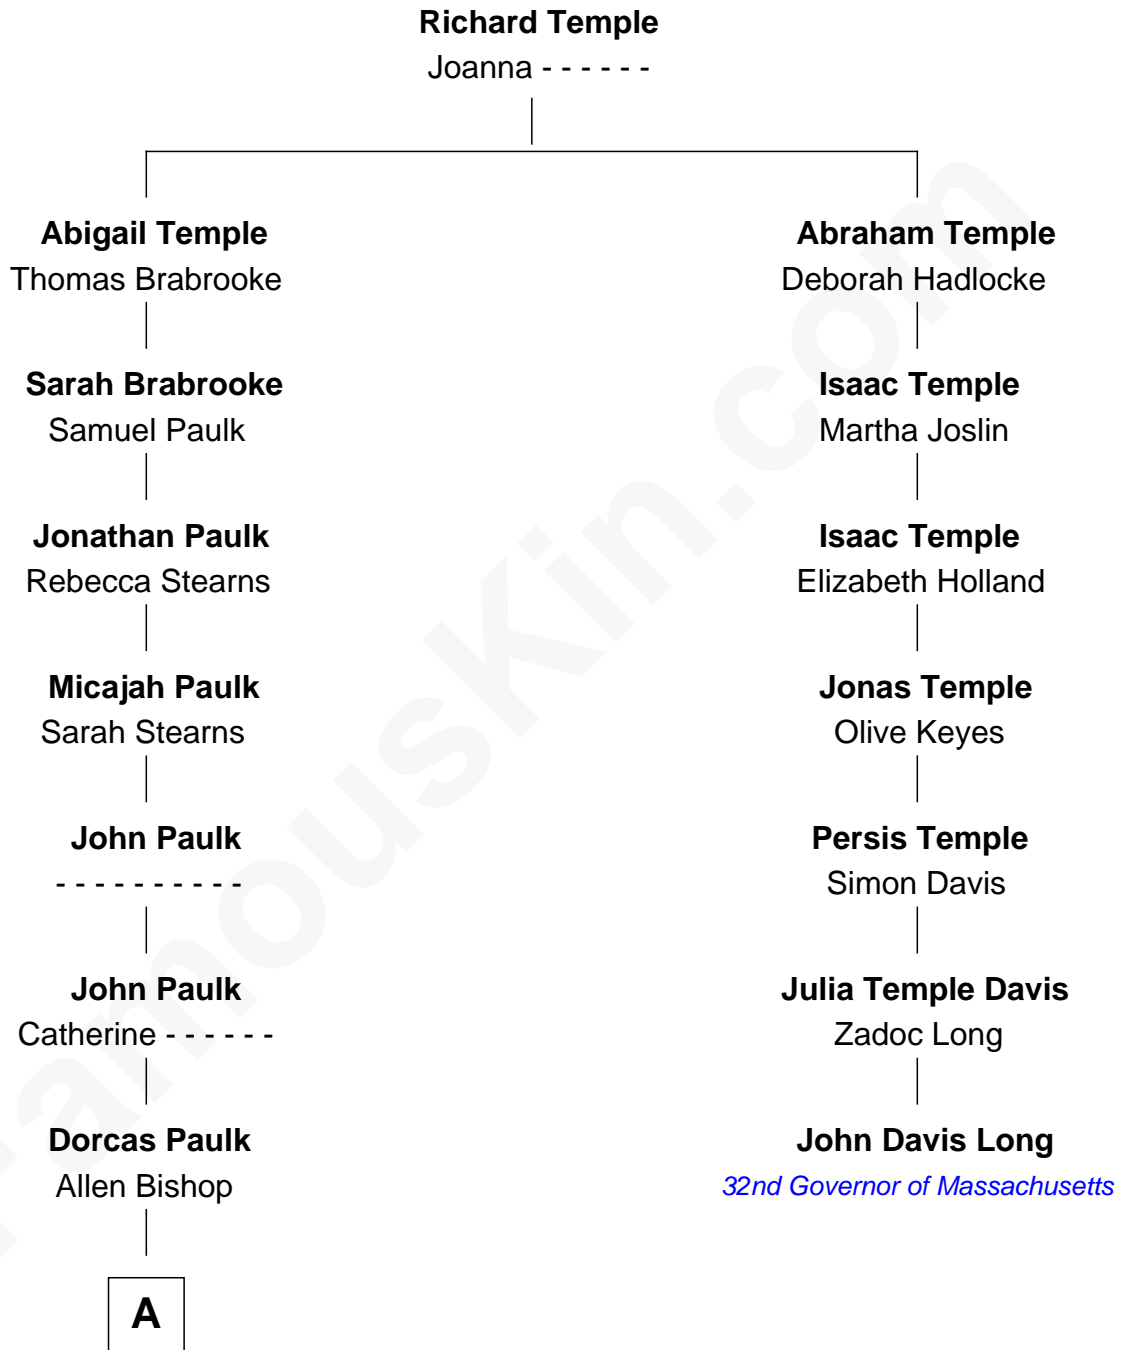 Richard Temple
Joanna - - - - - -
Abigail Temple
Thomas Brabrooke
Abraham Temple
Deborah Hadlocke
Sarah Brabrooke
Samuel Paulk
Isaac Temple
Martha Joslin
Jonathan Paulk
Rebecca Stearns
Isaac Temple
Elizabeth Holland
Micajah Paulk
Sarah Stearns
Jonas Temple
Olive Keyes
John Paulk
- - - - - - - - - -
Persis Temple
Simon Davis
John Paulk
Catherine - - - - - -
Julia Temple Davis
Zadoc Long
Dorcas Paulk
Allen Bishop
John Davis Long
32nd Governor of Massachusetts
A
FamousKin.com